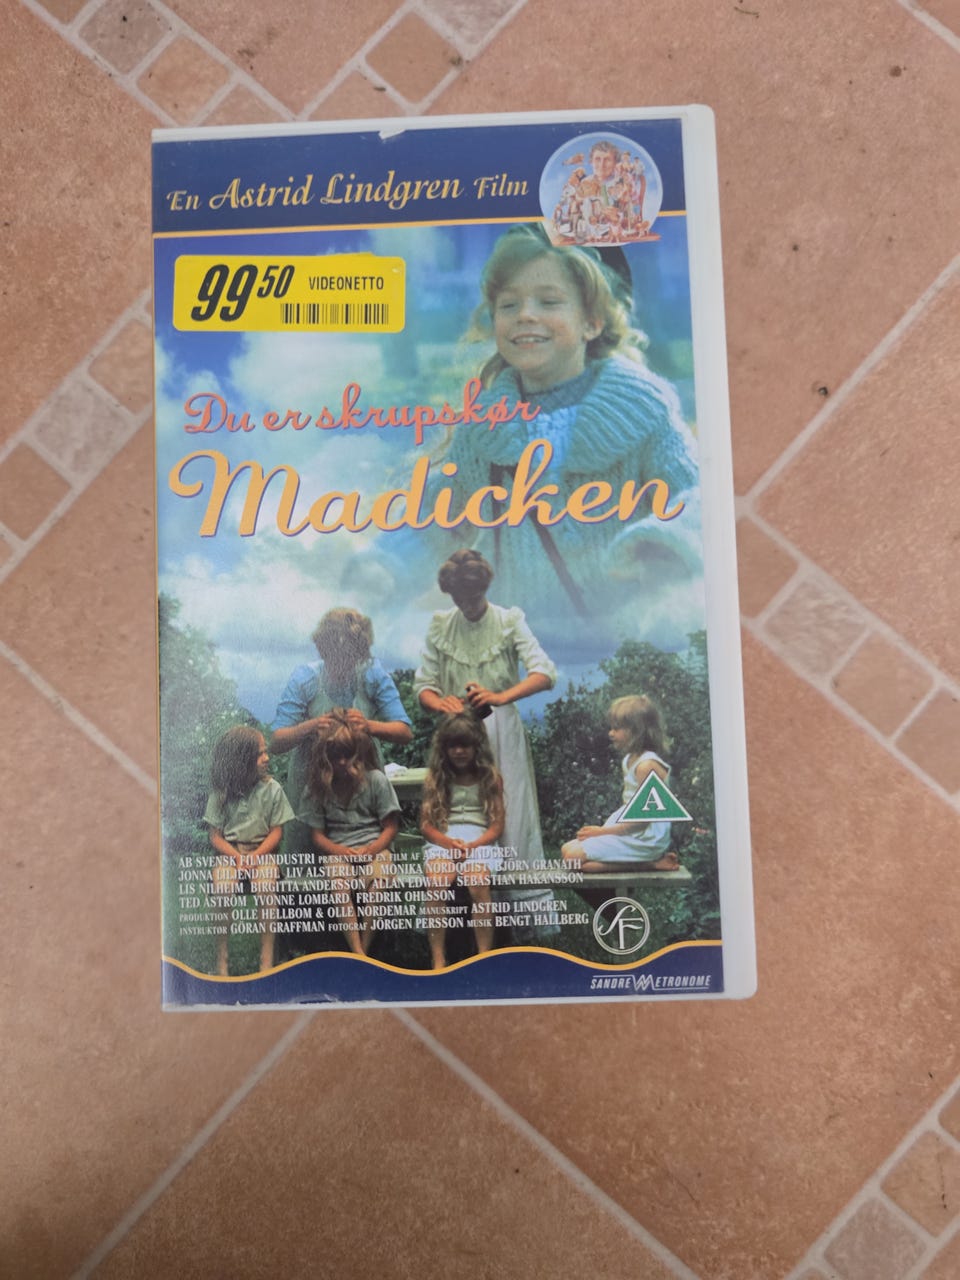 En Astrid Lindgren Film
99 50 VIDEONETTO
Du er skrupskør
Madicken
A
AB SVENSK FILMINDUSTRI PRÆSENTERER EN FILM AF ASTRID LINDGREN
JONNA LILJENDAHL LIV ALSTERLUND MONIKA NORDQUIST BJÖRN GRANATH
LIS NILHEIM BIRGITTA ANDERSSON ALLAN EDWALL SEBASTIAN HÅKANSSON
TED ÅSTRÖM YVONNE LOMBARD FREDRIK OHLSSON
PRODUKTION OLLE HELLBOM & OLLE NORDEMAR MANUSKRIPT ASTRID LINDGREN
INSTRUKTØR GÖRAN GRAFFMAN FOTOGRAF JÖRGEN PERSSON MUSIK BENGT HALLBERG
SF
SANDREW METRONOME